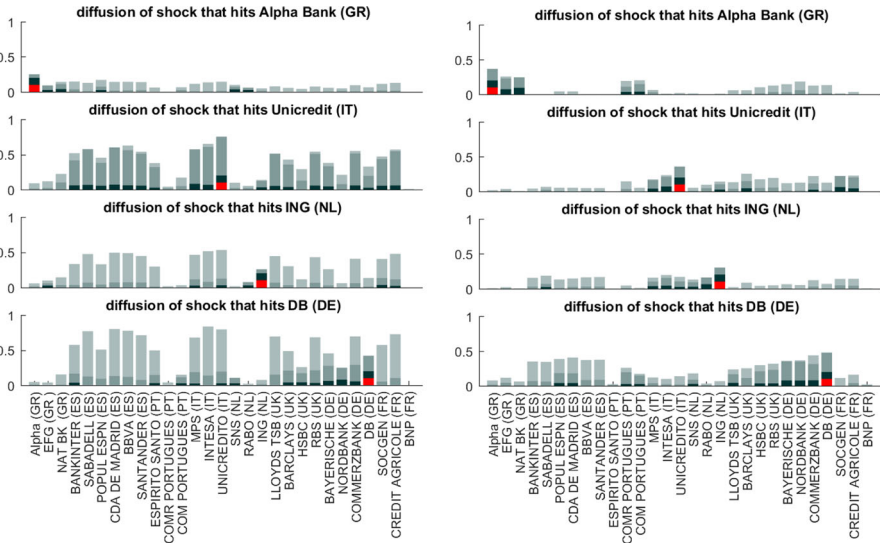 diffusion of shock that hits Alpha Bank (GR)
1
0.5
0
diffusion of shock that hits Unicredit (IT)
1
0.5
0
diffusion of shock that hits ING (NL)
1
0.5
0
diffusion of shock that hits DB (DE)
1
0.5
0
Alpha (GR)
EFG (GR )
NAT BK (GR)
BANKINTER (ES)
SABADELL (ES)
POPUL ESPN (ES)
CDA DE MADRID (ES)
BBVA (ES)
SANTANDER (ES)
ESPIRITO SANTO (PT)
COMR PORTUGUES (PT)
COM PORTUGUES (PT)
MPS (IT)
INTESA (IT)
UNICREDITO (IT)
SNS (NL)
RABO (NL)
ING (NL)
LLOYDS TSB (UK)
BARCLAYS (UK)
HSBC (UK)
RBS (UK)
BAYERISCHE (DE)
NORDBANK (DE)
COMMERZBANK (DE)
DB (DE)
SOCGEN (FR)
CREDIT AGRICOLE (FR)
BNP (FR)
diffusion of shock that hits Alpha Bank (GR)
1
0.5
0
diffusion of shock that hits Unicredit (IT)
1
0.5
0
diffusion of shock that hits ING (NL)
1
0.5
0
diffusion of shock that hits DB (DE)
1
0.5
0
Alpha (GR)
EFG (GR )
NAT BK (GR)
BANKINTER (ES)
SABADELL (ES)
POPUL ESPN (ES)
CDA DE MADRID (ES)
BBVA (ES)
SANTANDER (ES)
ESPIRITO SANTO (PT)
COMR PORTUGUES (PT)
COM PORTUGUES (PT)
MPS (IT)
INTESA (IT)
UNICREDITO (IT)
SNS (NL)
RABO (NL)
ING (NL)
LLOYDS TSB (UK)
BARCLAYS (UK)
HSBC (UK)
RBS (UK)
BAYERISCHE (DE)
NORDBANK (DE)
COMMERZBANK (DE)
DB (DE)
SOCGEN (FR)
CREDIT AGRICOLE (FR)
BNP (FR)